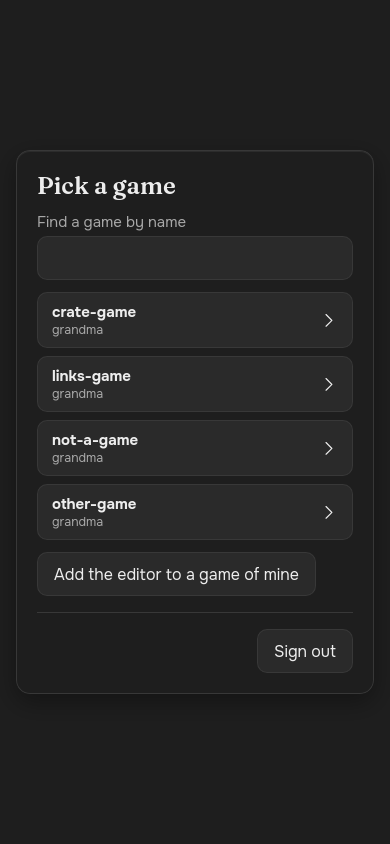 Pick a game
Find a game by name
crate-game
grandma
links-game
grandma
not-a-game
grandma
other-game
grandma
Add the editor to a game of mine
Sign out